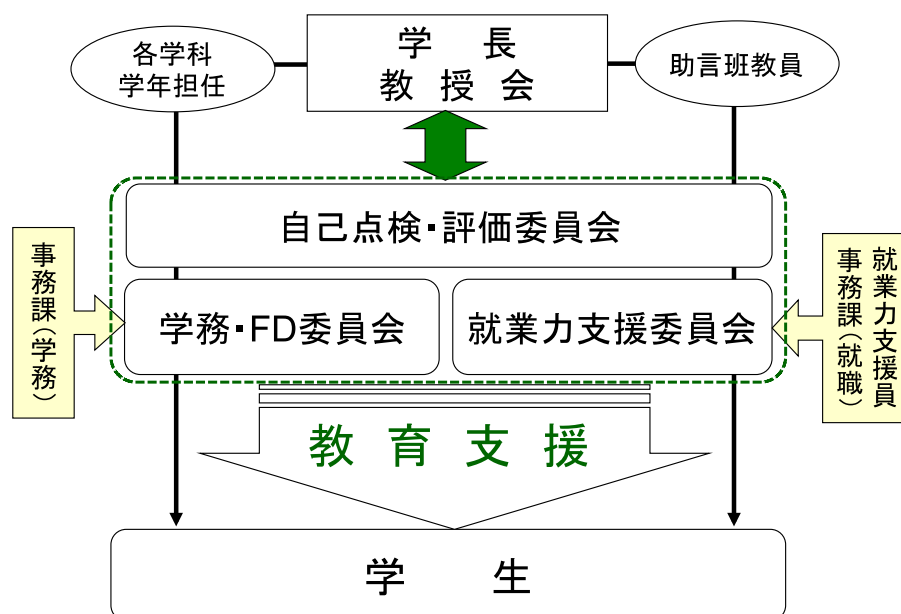 各学科
学年担任
学　長
教　授　会
助言班教員
自己点検・評価委員会
事務課(学務)
学務・FD委員会
就業力支援委員会
就業力支援員
事務課(就職)
教　育　支　援
学　　生